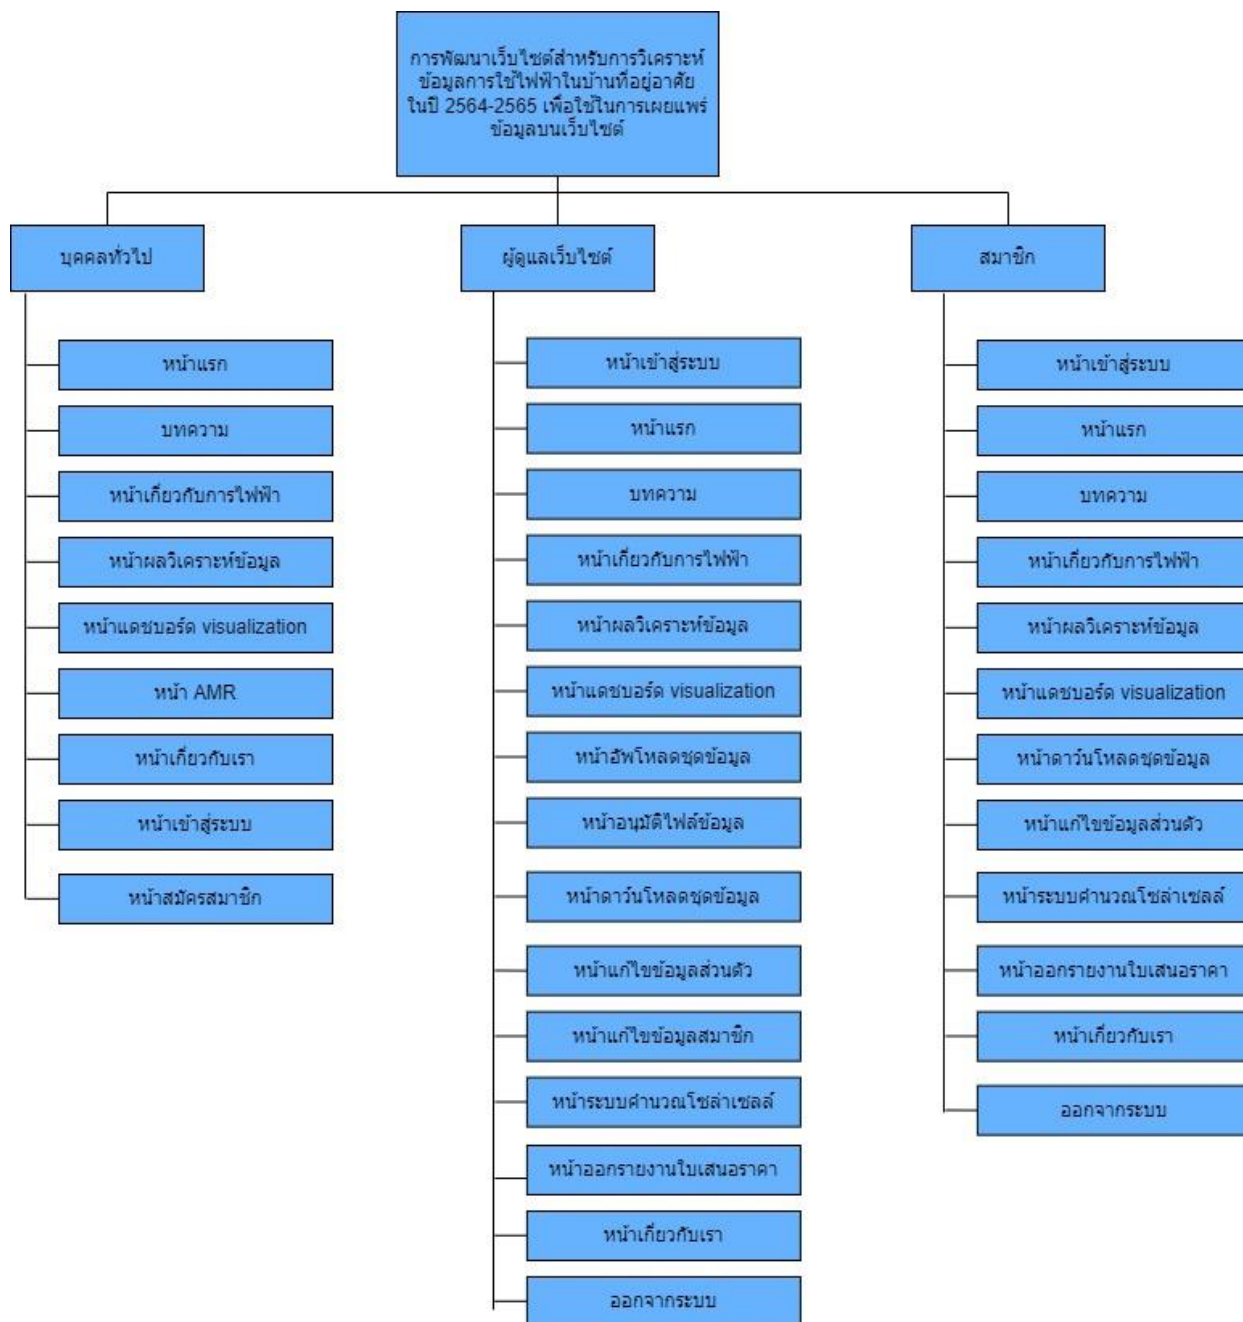 การพัฒนาเว็บไซต์สำหรับการวิเคราะห์
ข้อมูลการใช้ไฟฟ้าในบ้านที่อยู่อาศัย
ในปี 2564-2565 เพื่อใช้ในการเผยแพร่
ข้อมูลบนเว็บไซต์
บุคคลทั่วไป
หน้าแรก
บทความ
หน้าเกี่ยวกับการไฟฟ้า
หน้าผลวิเคราะห์ข้อมูล
หน้าแดชบอร์ด visualization
หน้า AMR
หน้าเกี่ยวกับเรา
หน้าเข้าสู่ระบบ
หน้าสมัครสมาชิก
ผู้ดูแลเว็บไซต์
หน้าเข้าสู่ระบบ
หน้าแรก
บทความ
หน้าเกี่ยวกับการไฟฟ้า
หน้าผลวิเคราะห์ข้อมูล
หน้าแดชบอร์ด visualization
หน้าอัพโหลดชุดข้อมูล
หน้าอนุมัติไฟล์ข้อมูล
หน้าดาว์นโหลดชุดข้อมูล
หน้าแก้ไขข้อมูลส่วนตัว
หน้าแก้ไขข้อมูลสมาชิก
หน้าระบบคำนวณโซล่าเซลล์
หน้าออกรายงานใบเสนอราคา
หน้าเกี่ยวกับเรา
ออกจากระบบ
สมาชิก
หน้าเข้าสู่ระบบ
หน้าแรก
บทความ
หน้าเกี่ยวกับการไฟฟ้า
หน้าผลวิเคราะห์ข้อมูล
หน้าแดชบอร์ด visualization
หน้าดาว์นโหลดชุดข้อมูล
หน้าแก้ไขข้อมูลส่วนตัว
หน้าระบบคำนวณโซล่าเซลล์
หน้าออกรายงานใบเสนอราคา
หน้าเกี่ยวกับเรา
ออกจากระบบ